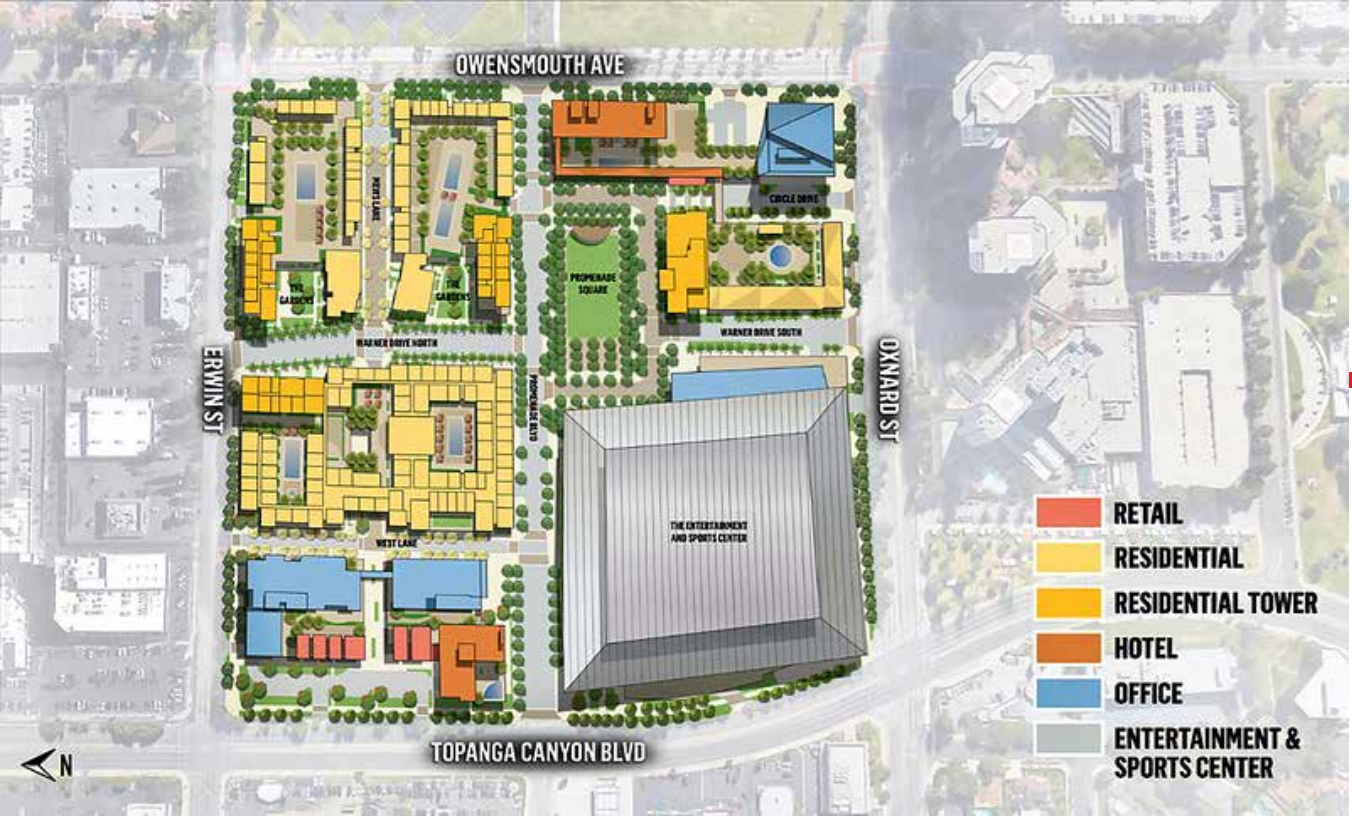 OWENSMOUTH AVE
RETTS LANE
CIRCLE DRIVE
PROMENADE
SQUARE
THE
GARDENS
THE
GARDENS
WARNER DRIVE SOUTH
WARNER DRIVE NORTH
ERWIN ST
OXNARD ST
PROMENADE BLVD
THE ENTERTAINMENT
AND SPORTS CENTER
WEST LANE
RETAIL
RESIDENTIAL
RESIDENTIAL TOWER
HOTEL
OFFICE
ENTERTAINMENT &
SPORTS CENTER
TOPANGA CANYON BLVD
N